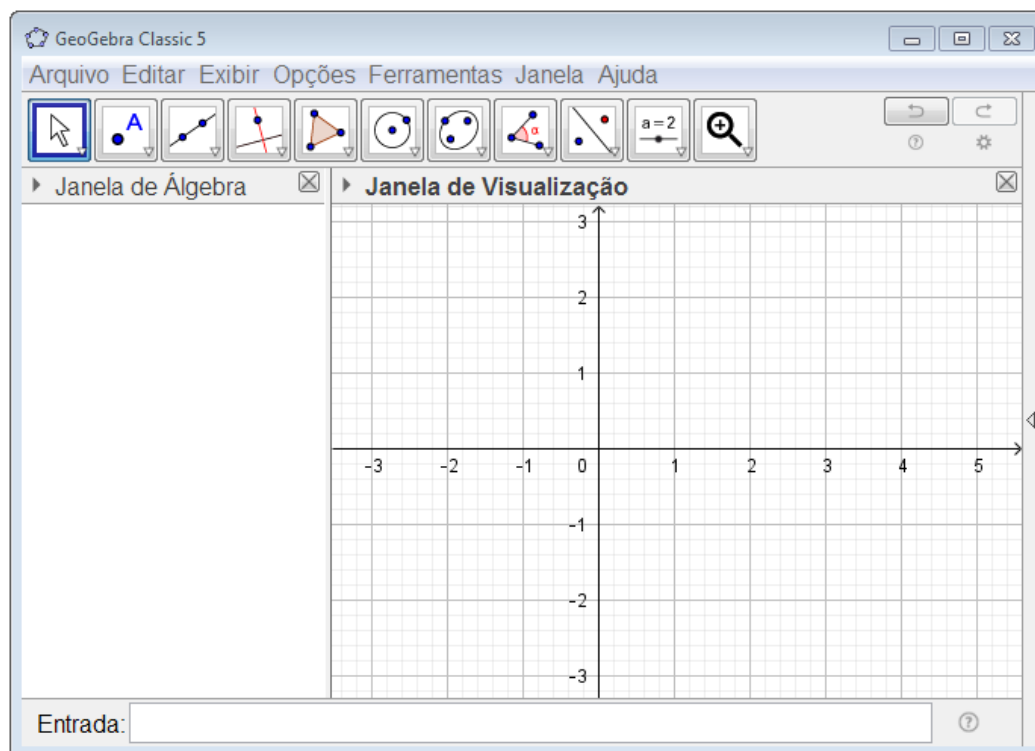 GeoGebra Classic 5
Arquivo Editar Exibir Opções Ferramentas Janela Ajuda
A
α
a = 2
Janela de Álgebra
Janela de Visualização
3
2
1
-3 -2 -1 0 1 2 3 4 5
-1
-2
-3
Entrada: